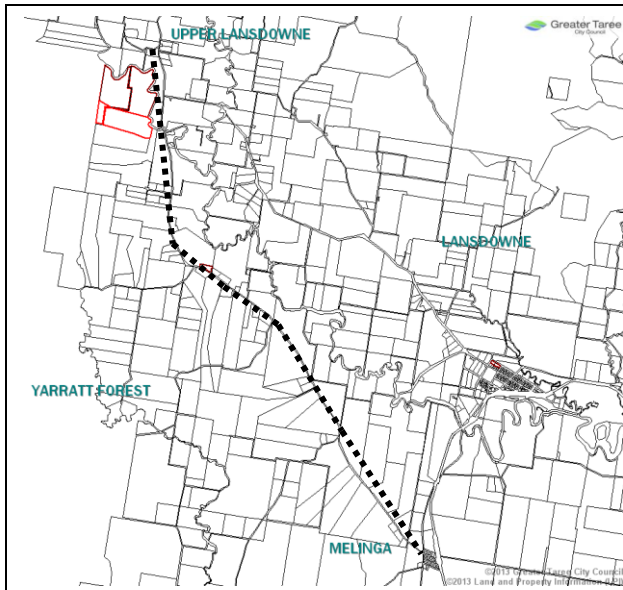 UPPER LANSDOWNE
Greater Taree
City Council
LANSDOWNE
YARRATT FOREST
MELINGA
©2013 Greater Taree City Council
©2013 Land and Property Information (LPI)